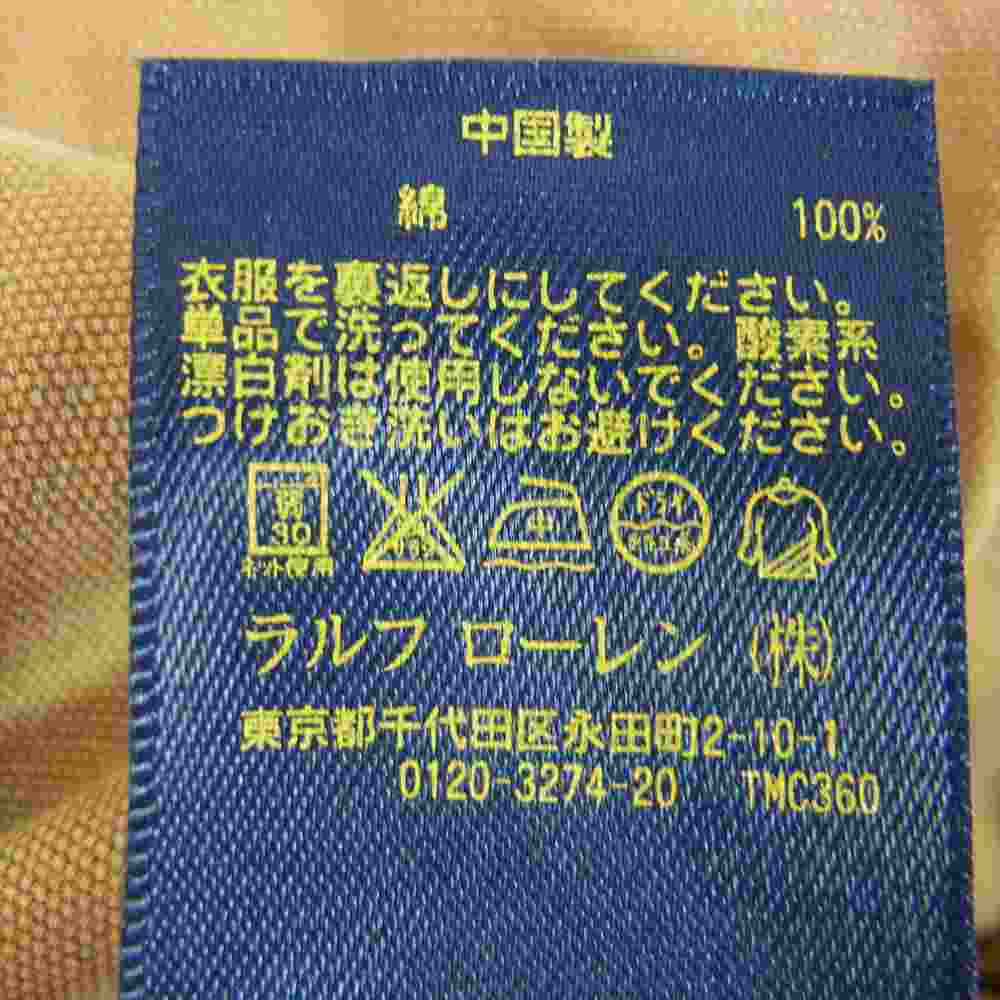 中国製
綿 100%
衣服を裏返しにしてください。
単品で洗ってください。酸素系
漂白剤は使用しないでください。
つけおき洗いはお避けください。
弱 中 ドライ
30
ネット使用
ラルフ ローレン (株)
東京都千代田区永田町2-10-1
0120-3274-20 TMC360